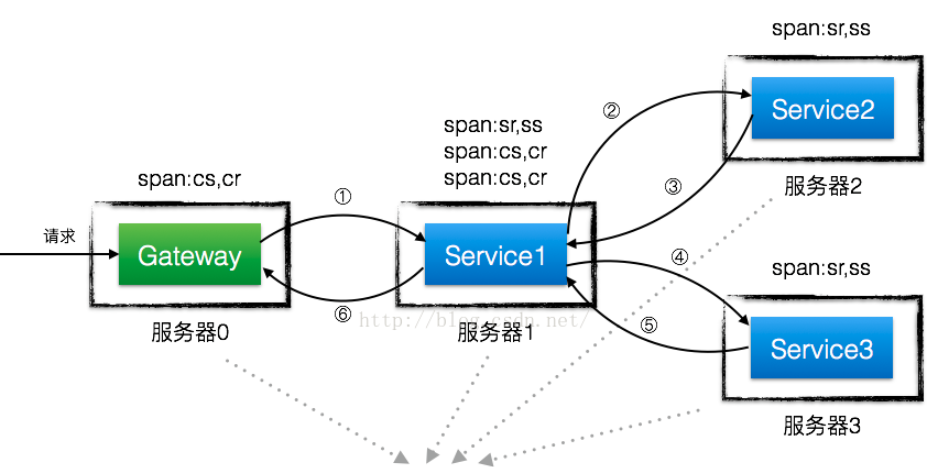 span:sr,ss
Service2
服务器2
②
span:sr,ss
span:cs,cr
span:cs,cr
③
span:cs,cr
①
请求
Gateway
Service1
④
span:sr,ss
⑥
http://blog.csdn.net/
⑤
服务器0
服务器1
Service3
服务器3